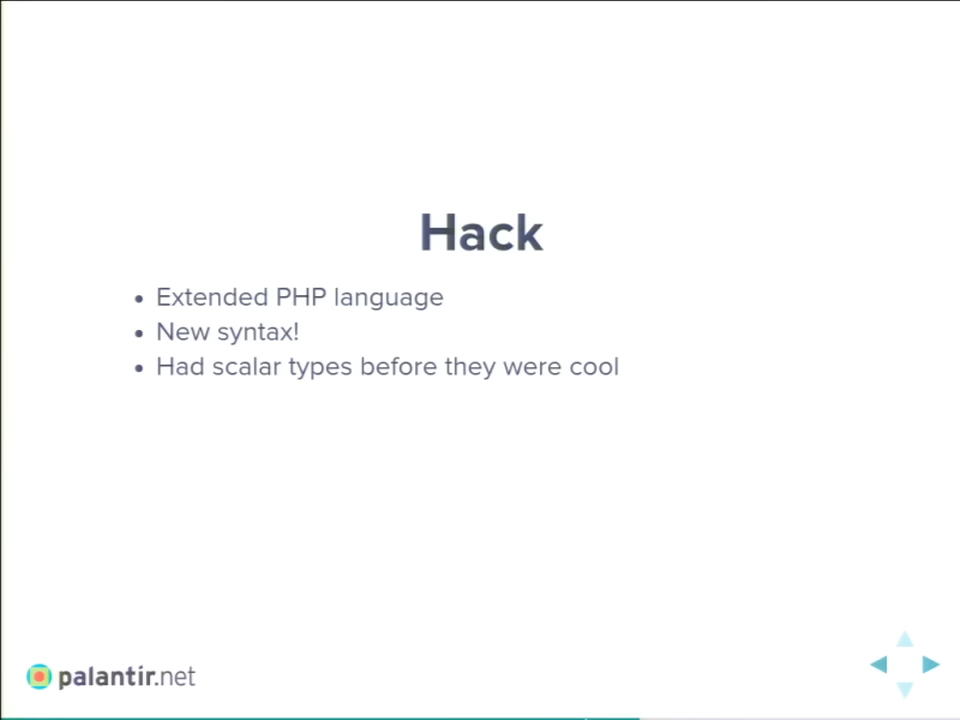 Hack
• Extended PHP language
• New syntax!
• Had scalar types before they were cool
palantir.net